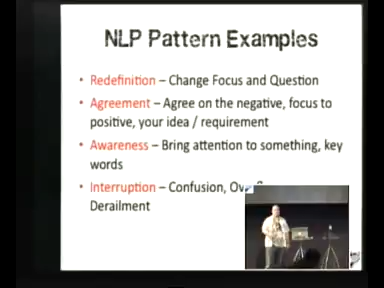 NLP Pattern Examples
• Redefinition – Change Focus and Question
• Agreement – Agree on the negative, focus to
positive, your idea / requirement
• Awareness – Bring attention to something, key
words
• Interruption – Confusion,
Derailment